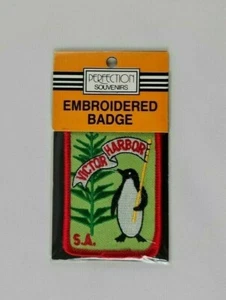 PERFECTION
SOUVENIRS
EMBROIDERED
BADGE
VICTOR HARBOR
S.A.